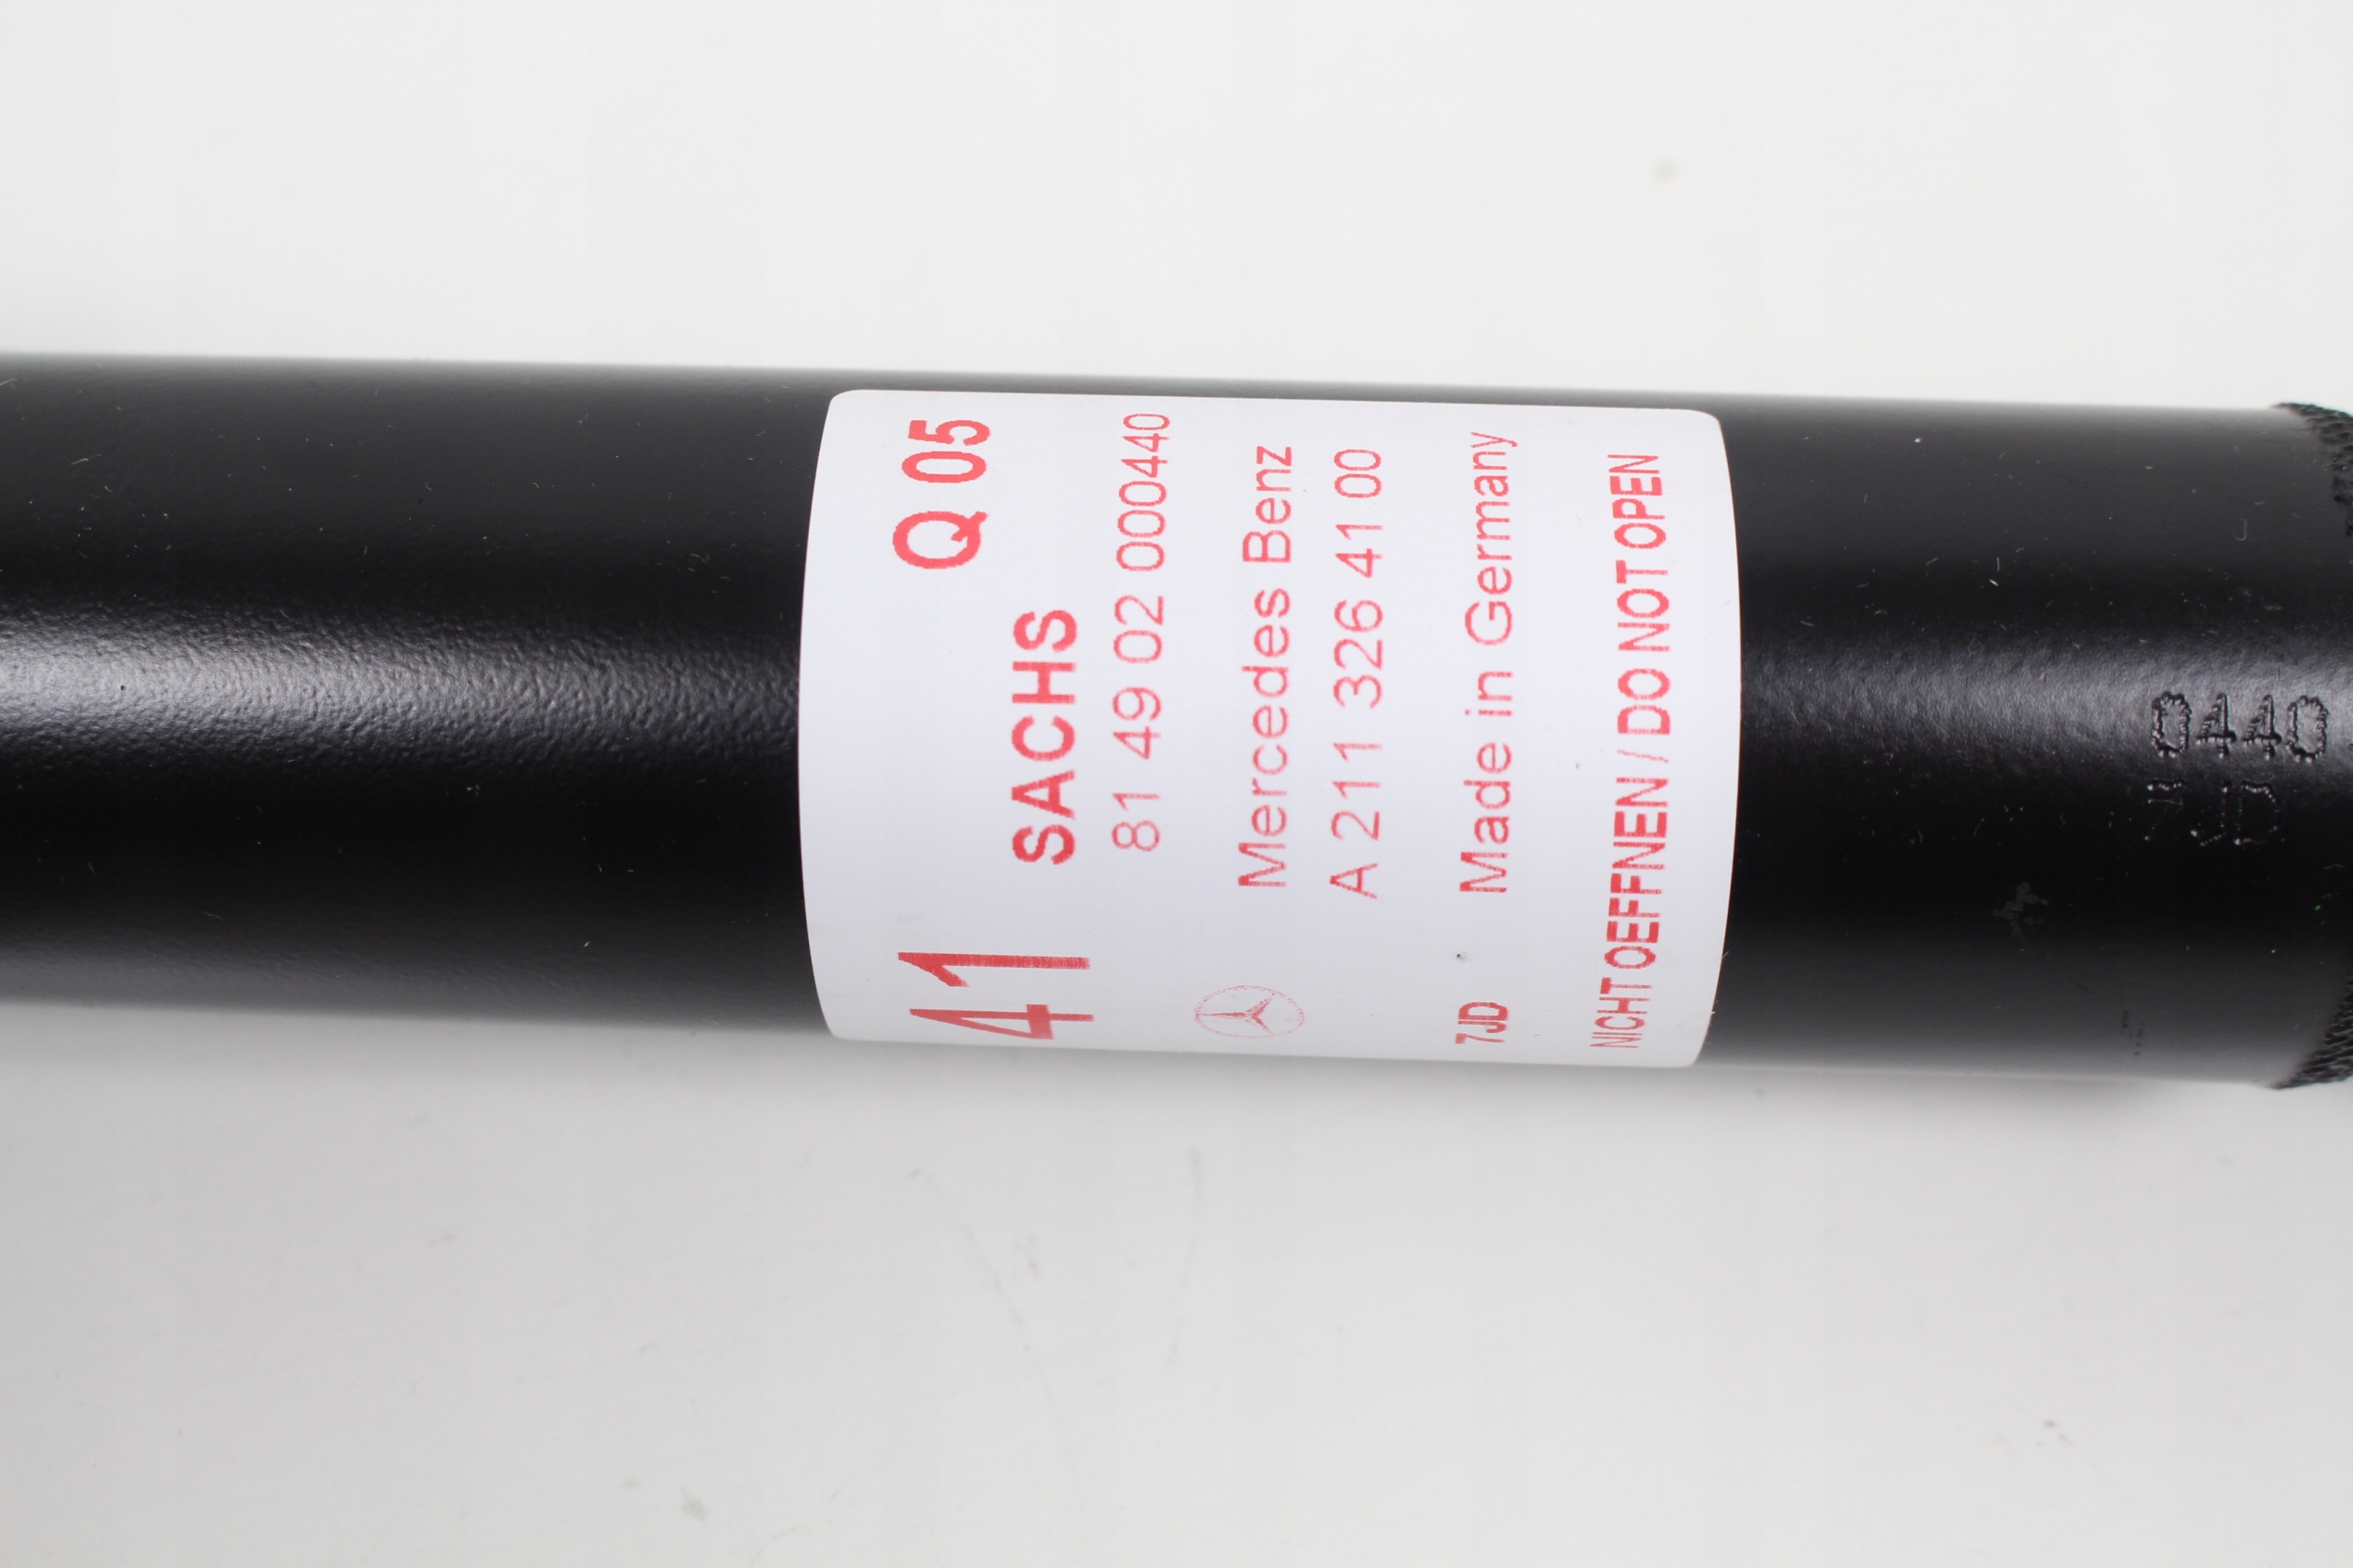 Q 05
41
SACHS
81 49 02 000440
Mercedes Benz
A 211 326 41 00
7JD Made in Germany
NICHT OEFFNEN / DO NOT OPEN
0440